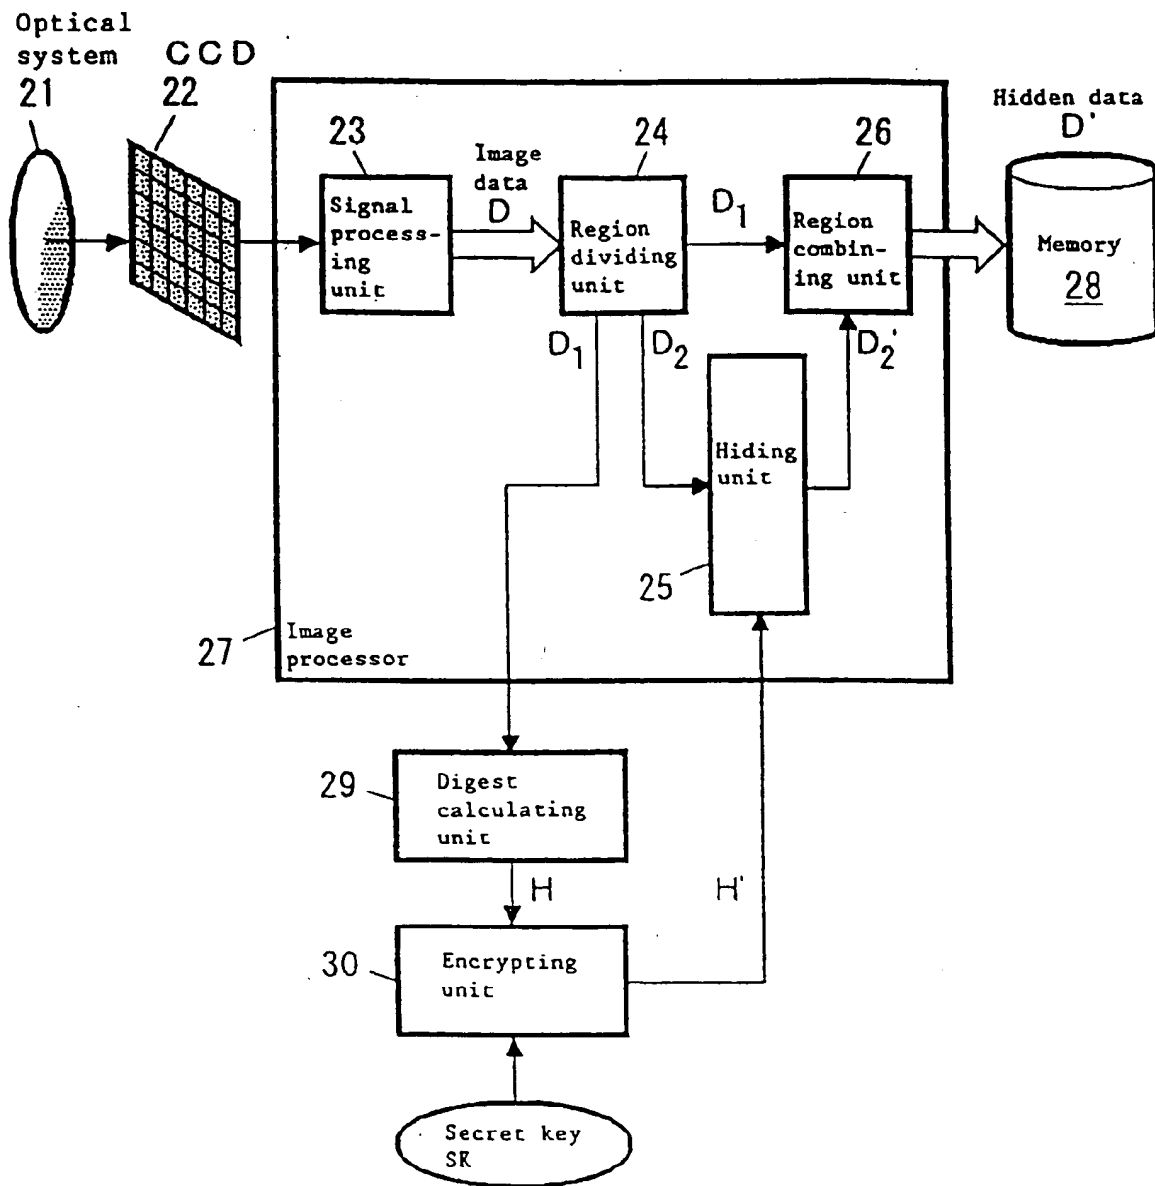 Optical
system
21
CCD
22
23
Signal
process-
ing
unit
Image
data
D
24
Region
dividing
unit
D1
26
Region
combin-
ing unit
Hidden data
D'
Memory
28
D1
D2
D2'
Hiding
unit
25
27
Image
processor
29
Digest
calculating
unit
H
H'
30
Encrypting
unit
Secret key
SK